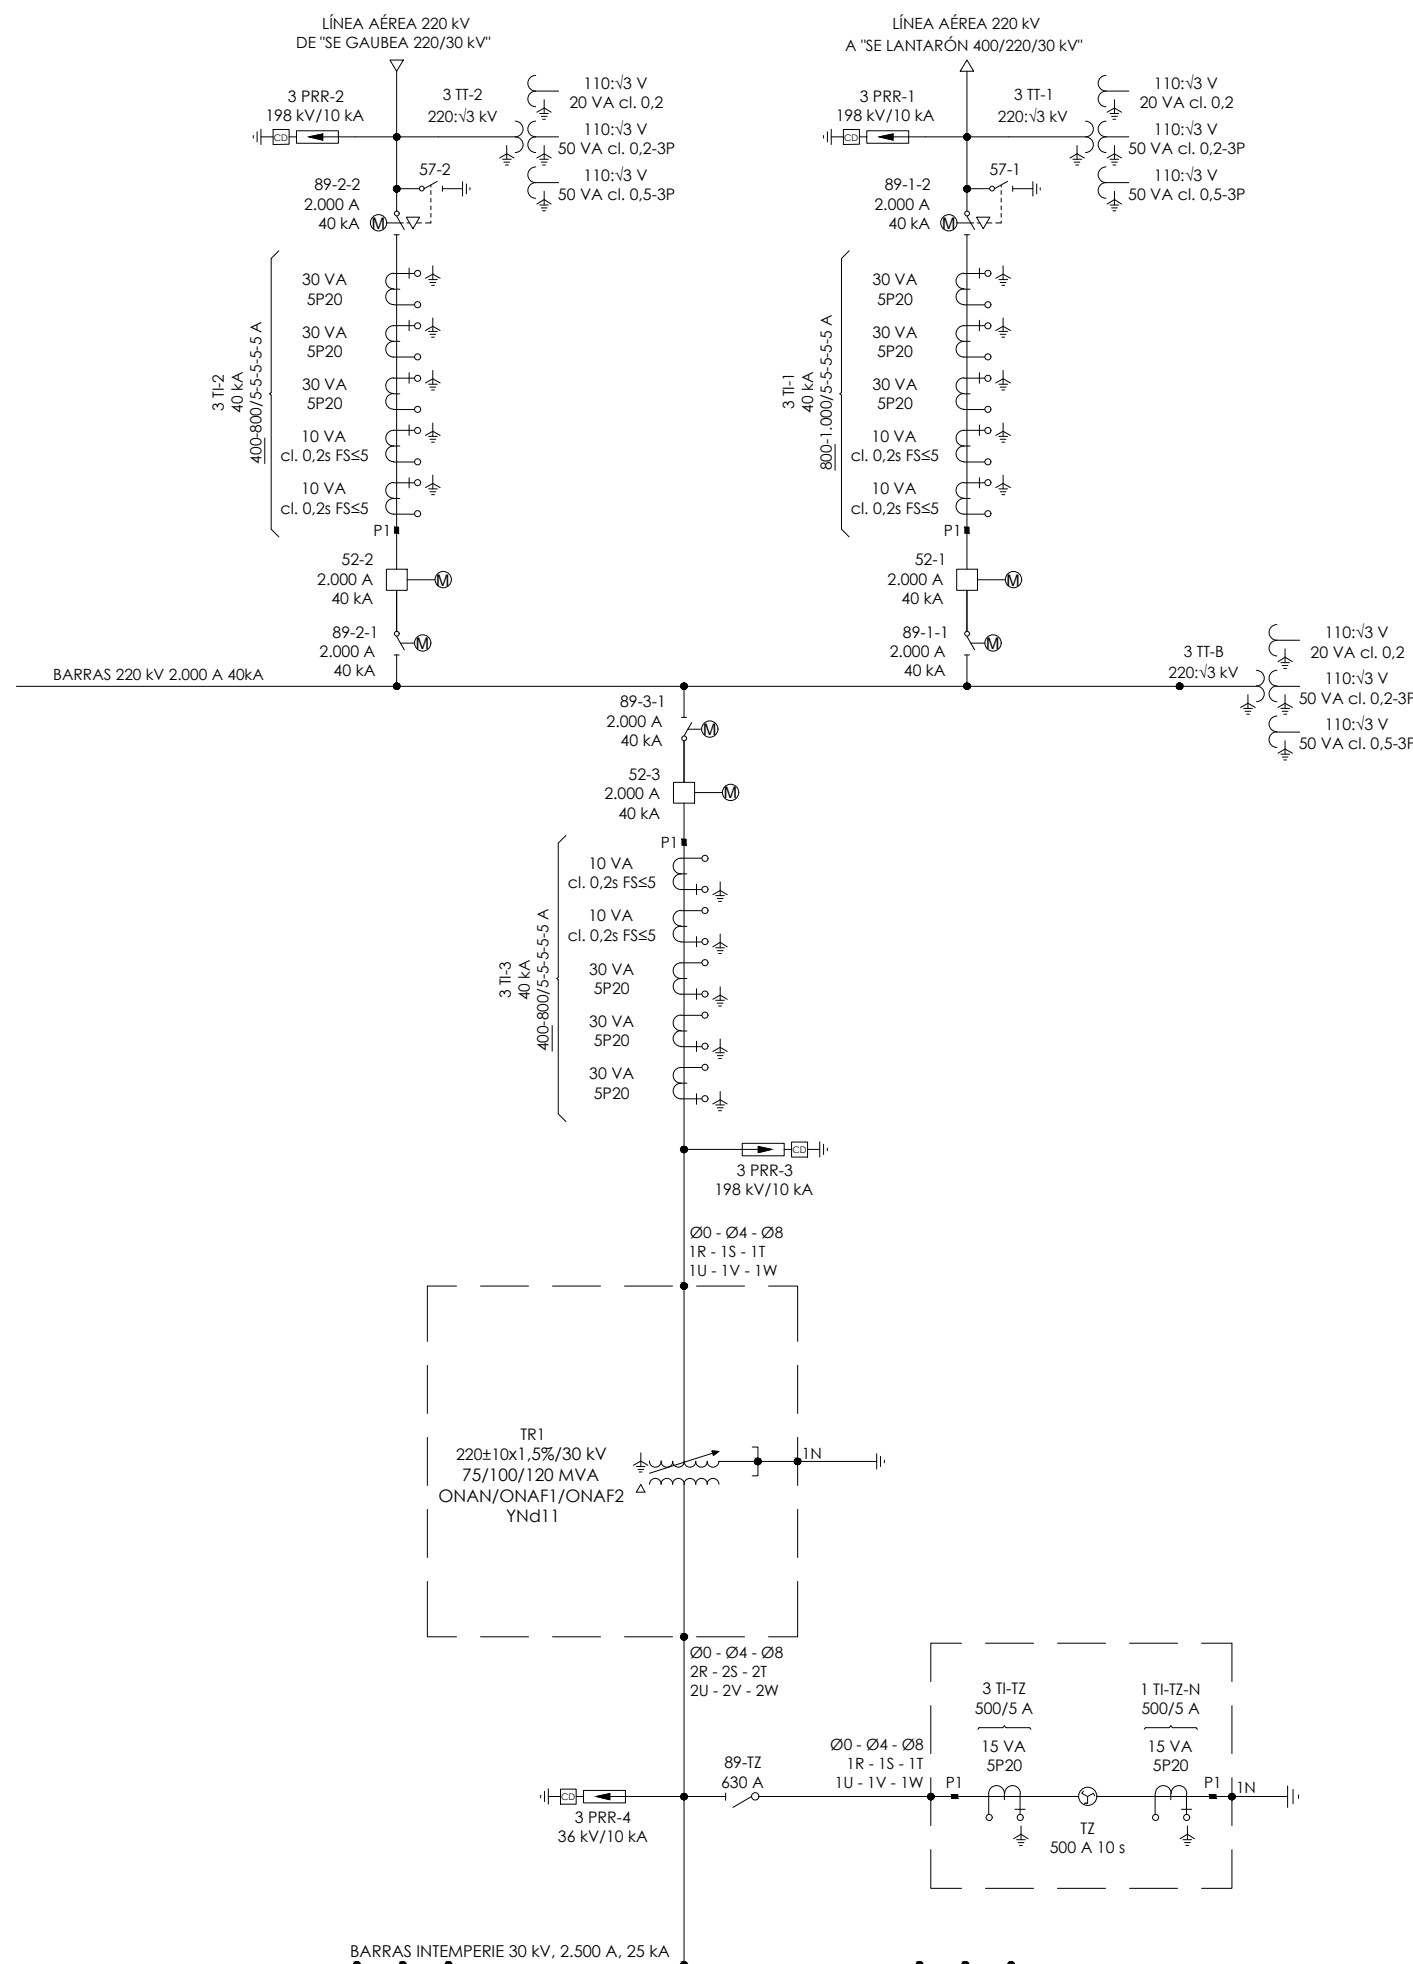 LÍNEA AÉREA 220 kV
DE "SE GAUBEA 220/30 kV"
3 PRR-2
198 kV/10 kA
3 TT-2
220:√3 kV
110:√3 V
20 VA cl. 0,2
110:√3 V
50 VA cl. 0,2-3P
110:√3 V
50 VA cl. 0,5-3P
CD
57-2
89-2-2
2.000 A
40 kA
M
3 TI-2
40 kA
400-800/5-5-5-5-5 A
30 VA
5P20
30 VA
5P20
30 VA
5P20
10 VA
cl. 0,2s FS≤5
10 VA
cl. 0,2s FS≤5
P1
52-2
2.000 A
40 kA
M
89-2-1
2.000 A
40 kA
M
LÍNEA AÉREA 220 kV
A "SE LANTARÓN 400/220/30 kV"
3 PRR-1
198 kV/10 kA
3 TT-1
220:√3 kV
110:√3 V
20 VA cl. 0,2
110:√3 V
50 VA cl. 0,2-3P
110:√3 V
50 VA cl. 0,5-3P
CD
57-1
89-1-2
2.000 A
40 kA
M
3 TI-1
40 kA
800-1.000/5-5-5-5-5 A
30 VA
5P20
30 VA
5P20
30 VA
5P20
10 VA
cl. 0,2s FS≤5
10 VA
cl. 0,2s FS≤5
P1
52-1
2.000 A
40 kA
M
89-1-1
2.000 A
40 kA
M
BARRAS 220 kV 2.000 A 40kA
3 TT-B
220:√3 kV
110:√3 V
20 VA cl. 0,2
110:√3 V
50 VA cl. 0,2-3P
110:√3 V
50 VA cl. 0,5-3P
89-3-1
2.000 A
40 kA
M
52-3
2.000 A
40 kA
M
P1
3 TI-3
40 kA
400-800/5-5-5-5-5 A
10 VA
cl. 0,2s FS≤5
10 VA
cl. 0,2s FS≤5
30 VA
5P20
30 VA
5P20
30 VA
5P20
CD
3 PRR-3
198 kV/10 kA
Ø0 - Ø4 - Ø8
1R - 1S - 1T
1U - 1V - 1W
TR1
220±10x1,5%/30 kV
75/100/120 MVA
ONAN/ONAF1/ONAF2
YNd11
1N
Ø0 - Ø4 - Ø8
2R - 2S - 2T
2U - 2V - 2W
CD
3 PRR-4
36 kV/10 kA
89-TZ
630 A
Ø0 - Ø4 - Ø8
1R - 1S - 1T
1U - 1V - 1W
3 TI-TZ
500/5 A
15 VA
5P20
P1
1 TI-TZ-N
500/5 A
15 VA
5P20
P1
1N
TZ
500 A 10 s
BARRAS INTEMPERIE 30 kV, 2.500 A, 25 kA